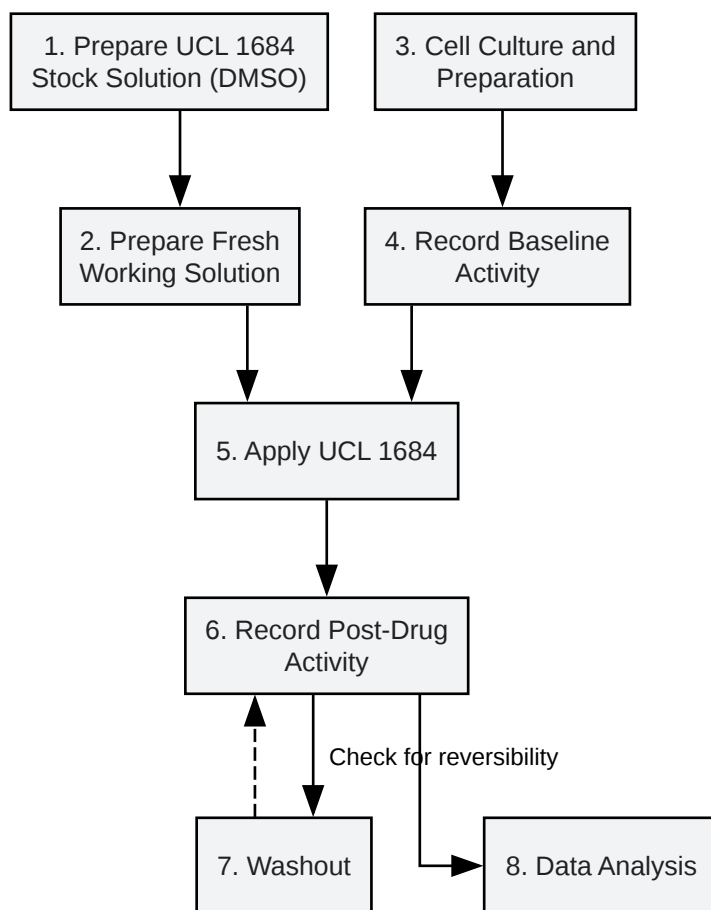 1. Prepare UCL 1684
Stock Solution (DMSO)
3. Cell Culture and
Preparation
2. Prepare Fresh
Working Solution
4. Record Baseline
Activity
5. Apply UCL 1684
6. Record Post-Drug
Activity
Check for reversibility
7. Washout
8. Data Analysis